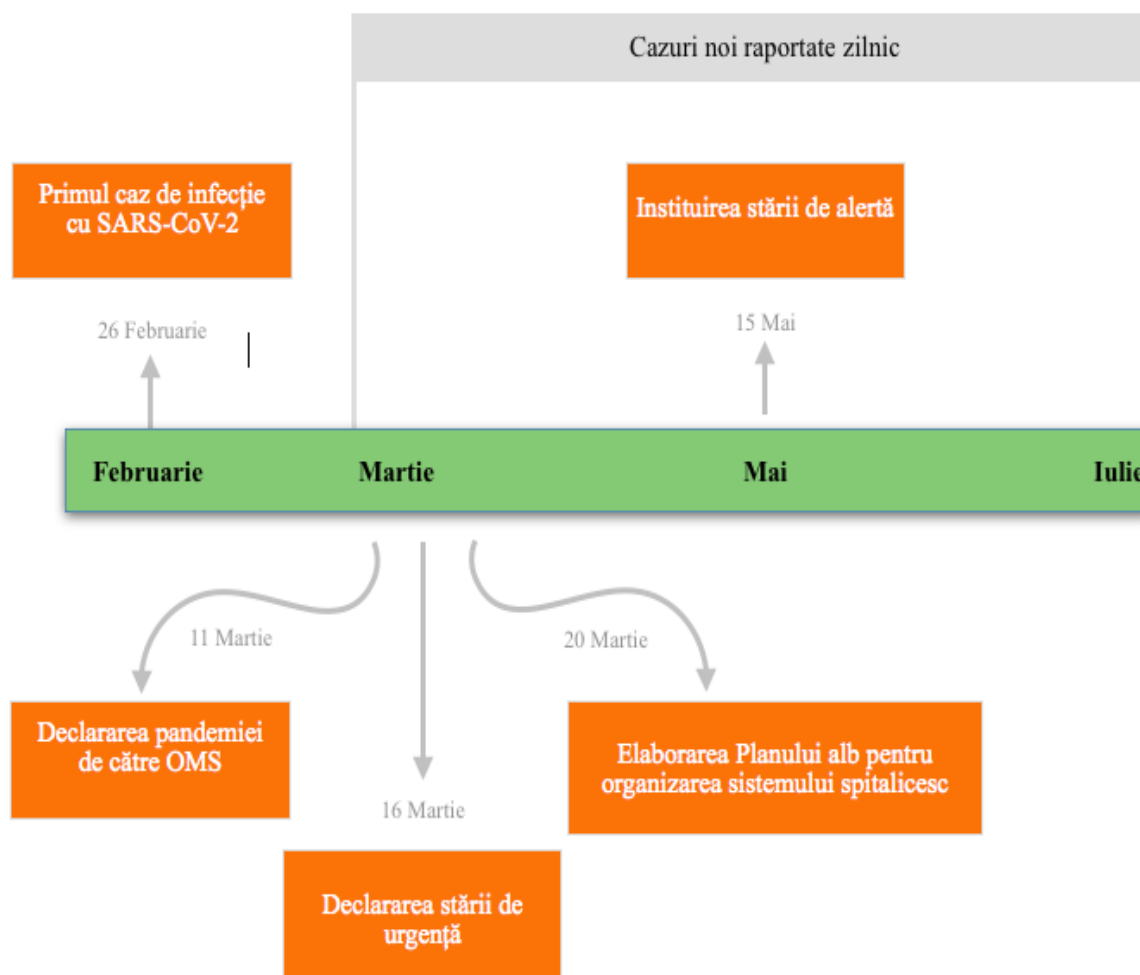 Cazuri noi raportate zilnic
Primul caz de infecție
cu SARS-CoV-2
Instituirea stării de alertă
26 Februarie
15 Mai
Februarie
Martie
Mai
Iulie
11 Martie
20 Martie
Declararea pandemiei
de către OMS
Elaborarea Planului alb pentru
organizarea sistemului spitalicesc
16 Martie
Declararea stării de
urgență